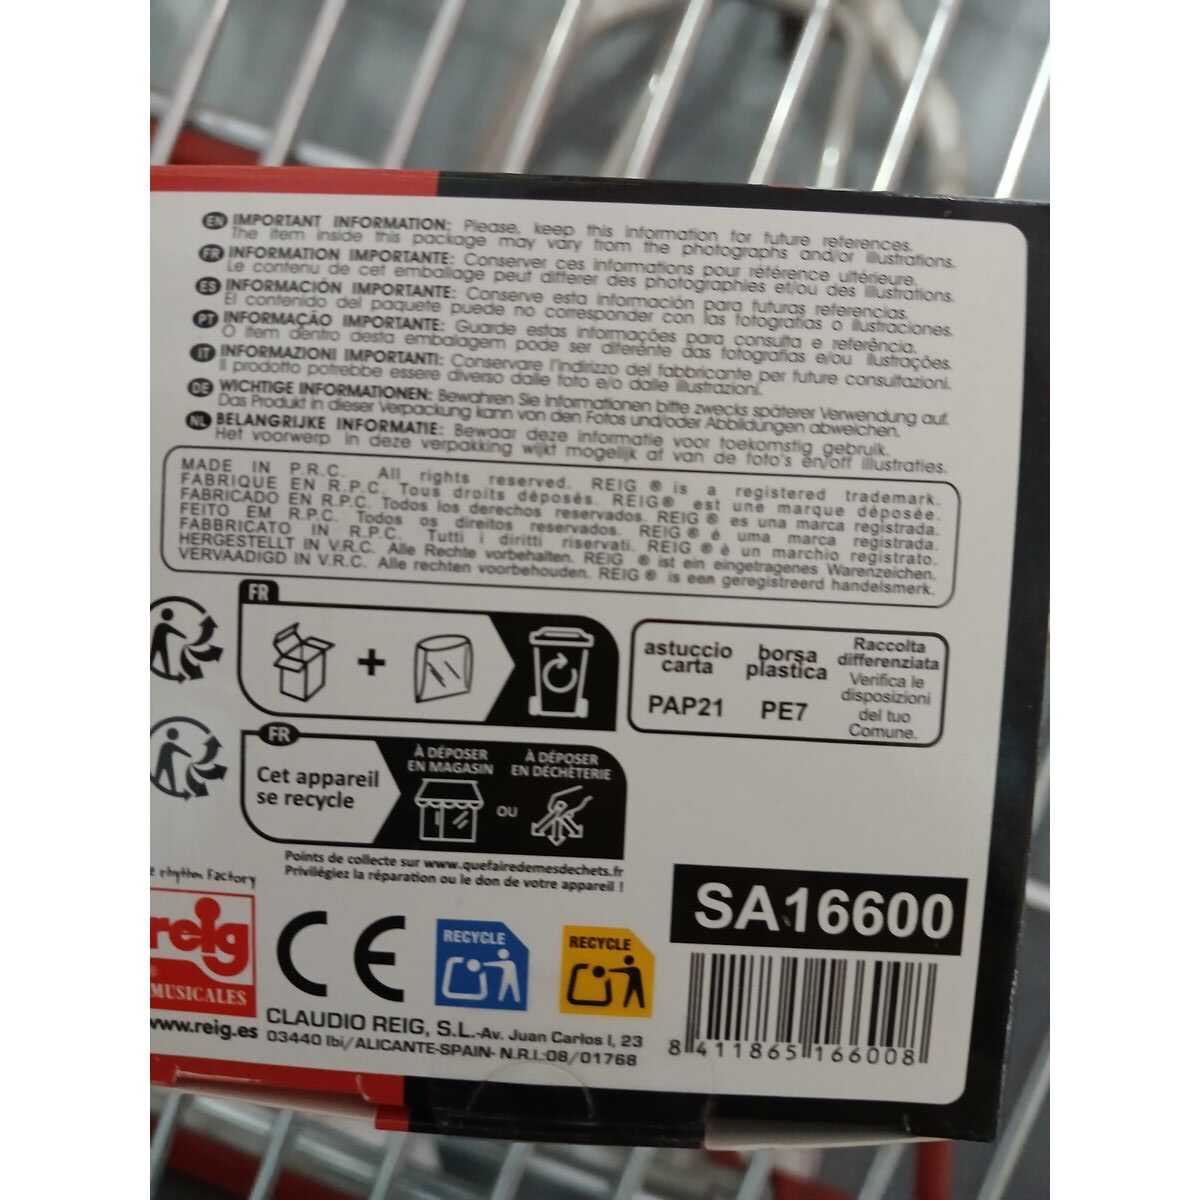 EN IMPORTANT INFORMATION: Please, keep this information for future references.
The item inside this package may vary from the photographs and/or illustrations.
FR INFORMATION IMPORTANTE: Conserver ces informations pour référence ultérieure.
Le contenu de cet emballage peut differer des photographies et/ou des illustrations.
ES INFORMACIÓN IMPORTANTE: Conserve esta información para futuras referencias.
El contenido del paquete puede no corresponder con las fotografías o ilustraciones.
PT INFORMAÇÃO IMPORTANTE: Guarde estas informações para consulta e referência.
O item dentro desta embalagem pode ser diferente das fotografias e/ou ilustrações.
IT INFORMAZIONI IMPORTANTI: Conservare l'indirizzo del fabbricante per future consultazioni.
Il prodotto potrebbe essere diverso dalle foto e/o dalle illustrazioni.
DE WICHTIGE INFORMATIONEN: Bewahren Sie Informationen bitte zwecks späterer Verwendung auf.
Das Produkt in dieser Verpackung kann von den Fotos und/oder Abbildungen abweichen.
NL BELANGRIJKE INFORMATIE: Bewaar deze informatie voor toekomstig gebruik.
Het voorwerp in deze verpakking wijkt mogelijk af van de foto's en/off illustraties.
MADE IN P.R.C. All rights reserved. REIG ® is a registered trademark.
FABRIQUE EN R.P.C. Tous droits déposés. REIG® est une marque déposée.
FABRICADO EN R.P.C. Todos los derechos reservados. REIG ® es una marca registrada.
FEITO EM R.P.C. Todos os direitos reservados. REIG ® è uma marca registrada.
FABBRICATO IN R.P.C. Tutti i diritti riservati. REIG ® è un marchio registrato.
HERGESTELLT IN V.R.C. Alle Rechte vorbehalten. REIG ® ist ein eingetragenes Warenzeichen.
VERVAADIGD IN V.R.C. Alle rechten voorbehouden. REIG ® is een geregistreerd handelsmerk.
FR
+
astuccio carta
PAP21
borsa plastica
PE7
Raccolta
differenziata
Verifica le
disposizioni
del tuo
Comune.
FR
Cet appareil
se recycle
À DÉPOSER
EN MAGASIN
OU
À DÉPOSER
EN DÉCHÈTERIE
Points de collecte sur www.quefairedemesdechets.fr
Privilégiez la réparation ou le don de votre appareil !
rhythm Factory
reig
MUSICALES
www.reig.es
CE
RECYCLE
RECYCLE
CLAUDIO REIG, S.L.-Av. Juan Carlos I, 23
03440 Ibi/ALICANTE-SPAIN- N.R.I.:08/01768
SA16600
8 411865 166008